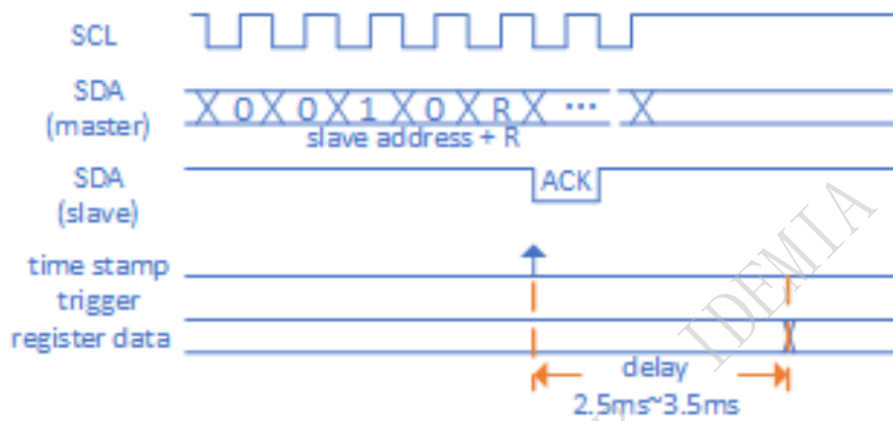 SCL
SDA
(master)
0 0 1 0 R ...
slave address + R
SDA
(slave)
ACK
time stamp
trigger
register data
delay
2.5ms~3.5ms
IDEMIA